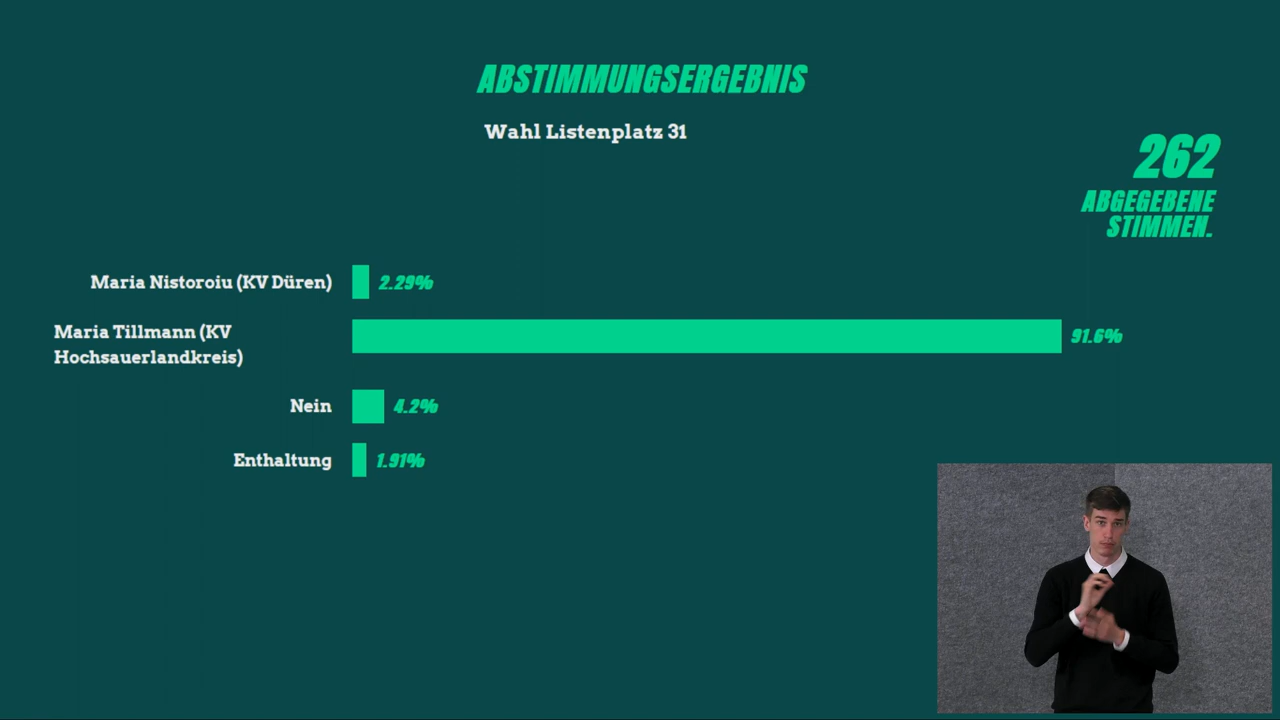 ABSTIMMUNGSERGEBNIS
Wahl Listenplatz 31
262
ABGEGEBENE
STIMMEN.
Maria Nistoroiu (KV Düren)
2.29%
Maria Tillmann (KV
Hochsauerlandkreis)
91.6%
Nein
4.2%
Enthaltung
1.91%